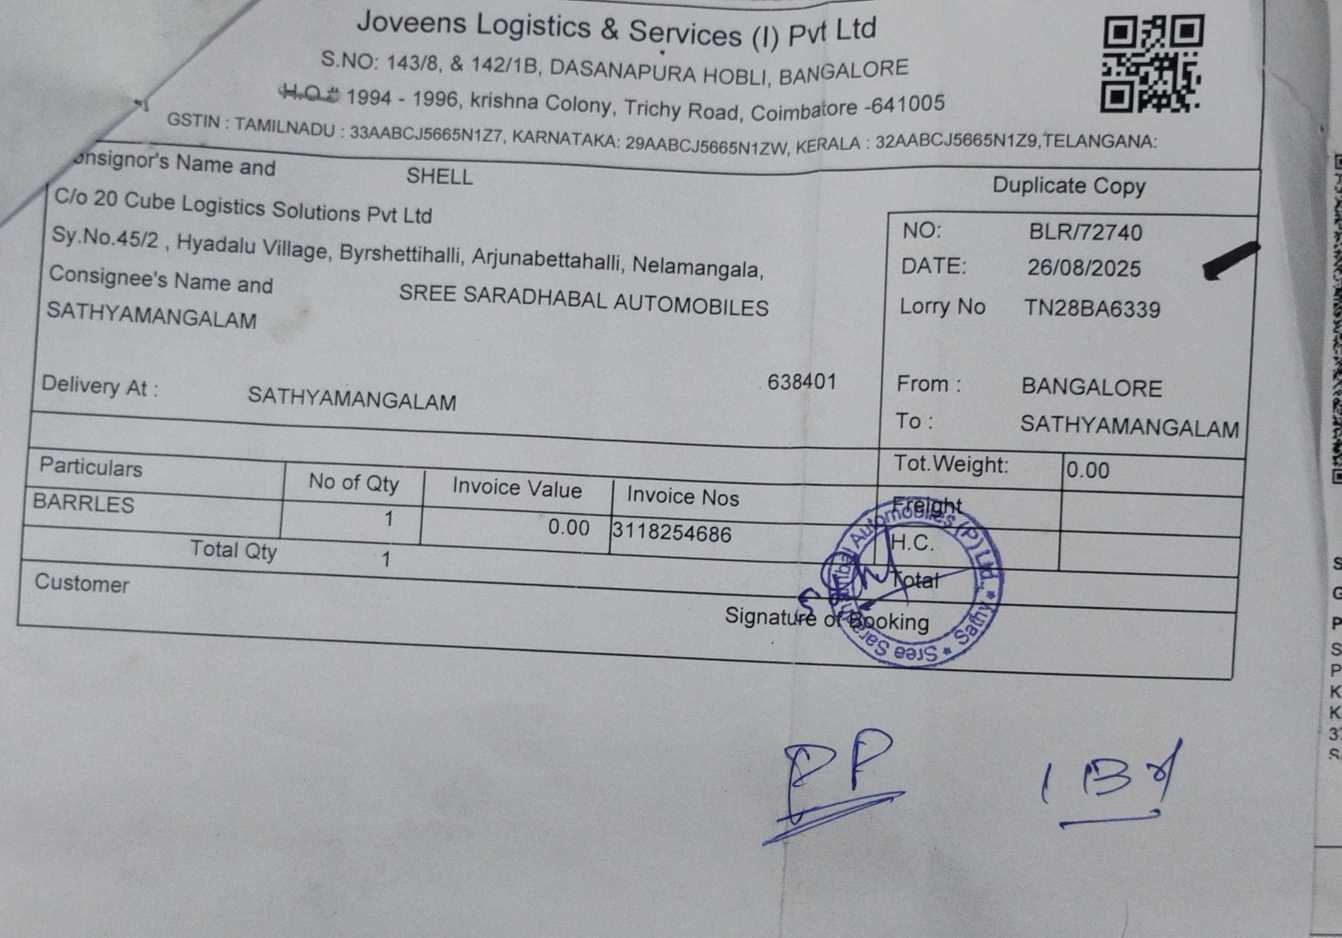 Joveens Logistics & Services (I) Pvt Ltd
S.NO: 143/8, & 142/1B, DASANAPURA HOBLI, BANGALORE
H.O.# 1994 - 1996, krishna Colony, Trichy Road, Coimbatore -641005
GSTIN : TAMILNADU : 33AABCJ5665N1Z7, KARNATAKA: 29AABCJ5665N1ZW, KERALA : 32AABCJ5665N1Z9,TELANGANA:
onsignor's Name and SHELL
C/o 20 Cube Logistics Solutions Pvt Ltd
Sy.No.45/2 , Hyadalu Village, Byrshettihalli, Arjunabettahalli, Nelamangala,
Consignee's Name and SREE SARADHABAL AUTOMOBILES
SATHYAMANGALAM
Delivery At : SATHYAMANGALAM 638401
Duplicate Copy
NO: BLR/72740
DATE: 26/08/2025
Lorry No TN28BA6339
From : BANGALORE
To : SATHYAMANGALAM
Tot.Weight: 0.00
Freight
H.C.
Total
Particulars No of Qty Invoice Value Invoice Nos
BARRLES 1 0.00 3118254686
Total Qty 1
Customer
Signature of Booking
PP